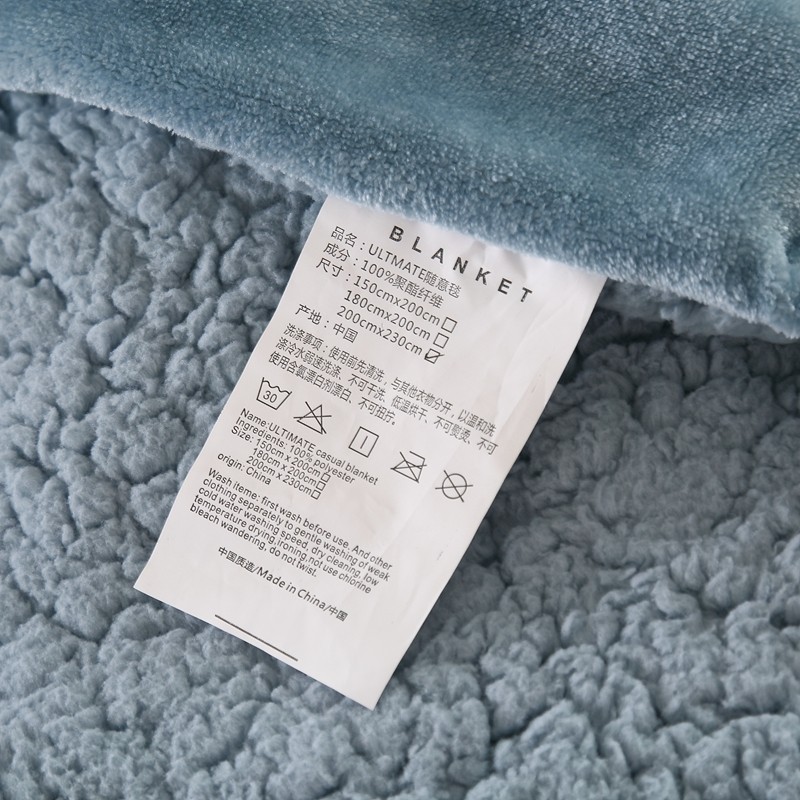 BLANKET
品名：ULTMATE随意毯
成分：100%聚酯纤维
尺寸：150cmx200cm
180cmx200cm
200cmx230cm
产地：中国
洗涤事项：使用前先清洗，与其他衣物分开，以温和洗
涤冷水弱速洗涤、不可干洗、低温烘干、不可熨烫、不可
使用含氯漂白剂漂白、不可扭拧。
30
Name:ULTIMATE casual blanket
Ingredients: 100% polyester
Size: 150cm x 200cm
180cm x 200cm
200cm x 230cm
origin: China
Wash iteme: first wash before use. And other
clothing separately to gentle washing of weak
cold water washing speed, dry cleaning, low
temperature drying,ironing,not use chlorine
bleach wandering, do not twist.
中国质造/Made in China/中国